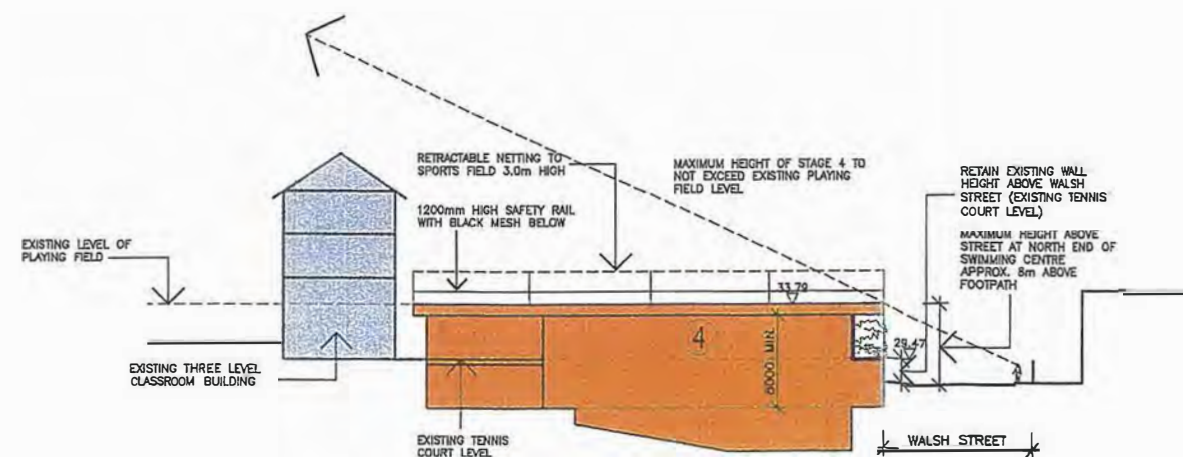 RETRACTABLE NETTING TO
SPORTS FIELD 3.0m HIGH
MAXIMUM HEIGHT OF STAGE 4 TO
NOT EXCEED EXISTING PLAYING
FIELD LEVEL
RETAIN EXISTING WALL
HEIGHT ABOVE WALSH
STREET (EXISTING TENNIS
COURT LEVEL)
1200mm HIGH SAFETY RAIL
WITH BLACK MESH BELOW
MAXIMUM HEIGHT ABOVE
STREET AT NORTH END OF
SWIMMING CENTRE
APPROX. 8m ABOVE
FOOTPATH
EXISTING LEVEL OF
PLAYING FIELD
33.79
4
29.47
8000 MIN.
EXISTING THREE LEVEL
CLASSROOM BUILDING
EXISTING TENNIS
COURT LEVEL
WALSH STREET